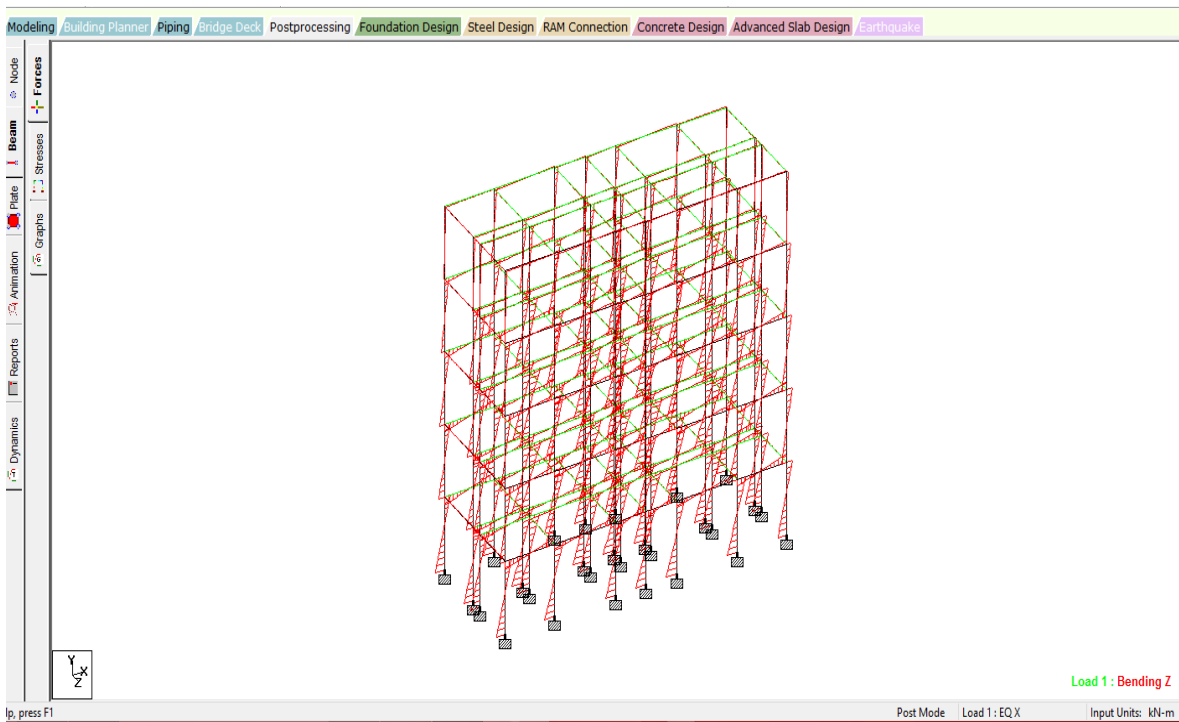 Modeling Building Planner Piping Bridge Deck Postprocessing Foundation Design Steel Design RAM Connection Concrete Design Advanced Slab Design Earthquake
Node
Beam
Plate
Animation
Reports
Dynamics
Forces
Stresses
Graphs
Y
X
Z
Load 1 : Bending Z
lp, press F1 Post Mode Load 1 : EQ X Input Units: kN-m